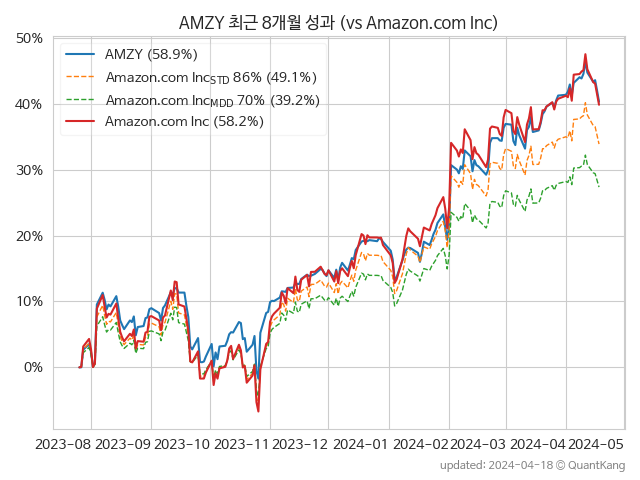 AMZY 최근 8개월 성과 (vs Amazon.com Inc)
50%
40%
30%
20%
10%
0%
AMZY (58.9%)
Amazon.com IncSTD 86% (49.1%)
Amazon.com IncMDD 70% (39.2%)
Amazon.com Inc (58.2%)
2023-08 2023-09 2023-10 2023-11 2023-12 2024-01 2024-02 2024-03 2024-04 2024-05
updated: 2024-04-18 © QuantKang